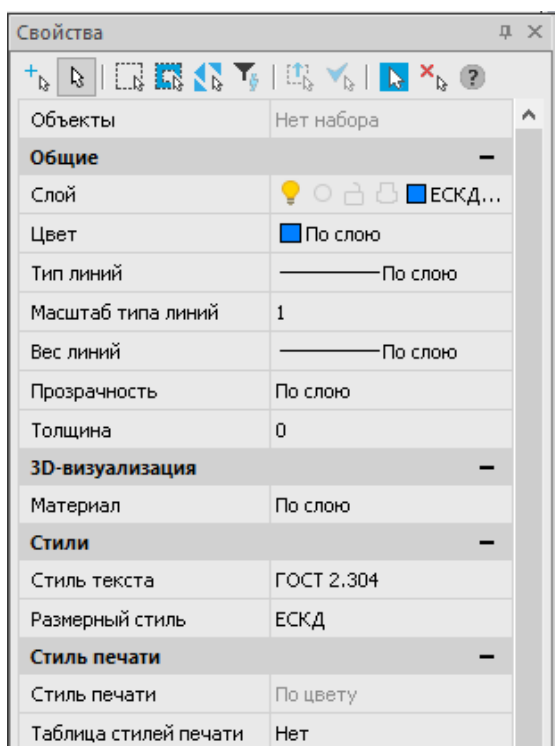 Свойства
Объекты Нет набора
Общие
Слой ЕСКД...
Цвет По слою
Тип линий По слою
Масштаб типа линий 1
Вес линий По слою
Прозрачность По слою
Толщина 0
3D-визуализация
Материал По слою
Стили
Стиль текста ГОСТ 2.304
Размерный стиль ЕСКД
Стиль печати
Стиль печати По цвету
Таблица стилей печати Нет